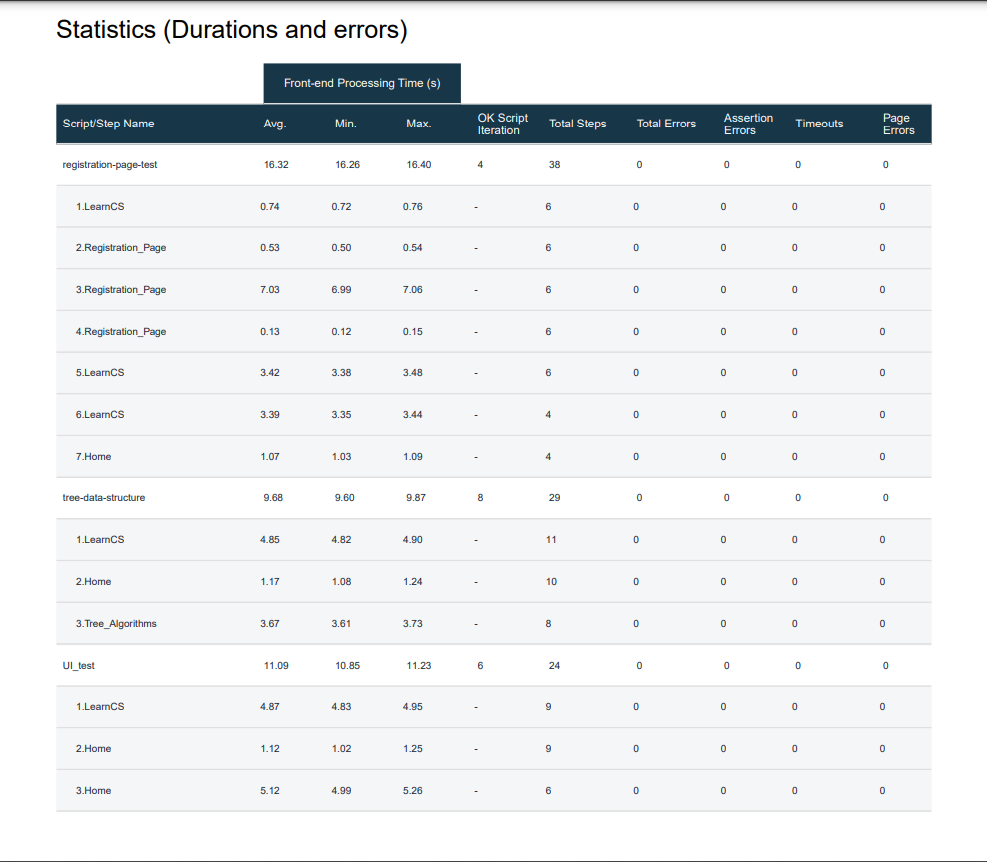 Statistics (Durations and errors)
Front-end Processing Time (s)
Script/Step Name Avg. Min. Max. OK Script Iteration Total Steps Total Errors Assertion Errors Timeouts Page Errors
registration-page-test 16.32 16.26 16.40 4 38 0 0 0 0
1.LearnCS 0.74 0.72 0.76 - 6 0 0 0 0
2.Registration_Page 0.53 0.50 0.54 - 6 0 0 0 0
3.Registration_Page 7.03 6.99 7.06 - 6 0 0 0 0
4.Registration_Page 0.13 0.12 0.15 - 6 0 0 0 0
5.LearnCS 3.42 3.38 3.48 - 6 0 0 0 0
6.LearnCS 3.39 3.35 3.44 - 4 0 0 0 0
7.Home 1.07 1.03 1.09 - 4 0 0 0 0
tree-data-structure 9.68 9.60 9.87 8 29 0 0 0 0
1.LearnCS 4.85 4.82 4.90 - 11 0 0 0 0
2.Home 1.17 1.08 1.24 - 10 0 0 0 0
3.Tree_Algorithms 3.67 3.61 3.73 - 8 0 0 0 0
UI_test 11.09 10.85 11.23 6 24 0 0 0 0
1.LearnCS 4.87 4.83 4.95 - 9 0 0 0 0
2.Home 1.12 1.02 1.25 - 9 0 0 0 0
3.Home 5.12 4.99 5.26 - 6 0 0 0 0